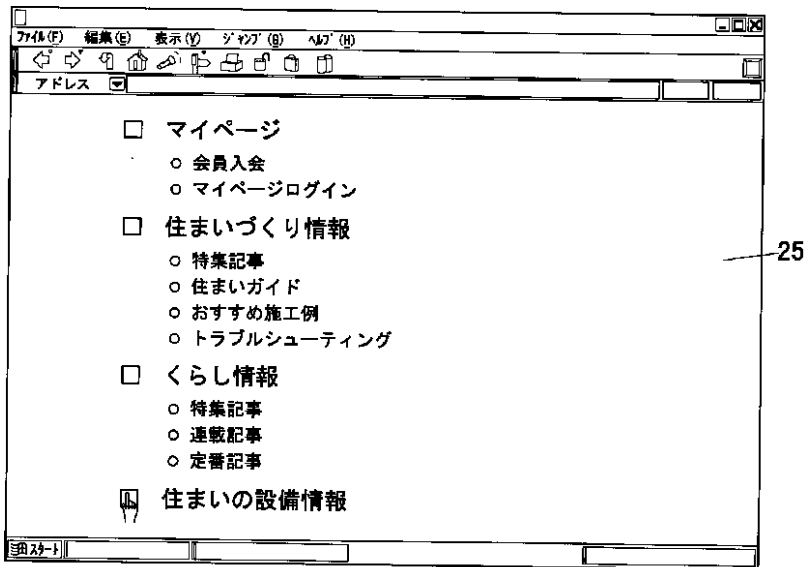 ファイル(F) 編集(E) 表示(V) ジャンプ(G) ヘルプ(H)
アドレス
マイページ
会員入会
マイページログイン
住まいづくり情報
特集記事
住まいガイド
おすすめ施工例
トラブルシューティング
くらし情報
特集記事
連載記事
定番記事
住まいの設備情報
スタート
25